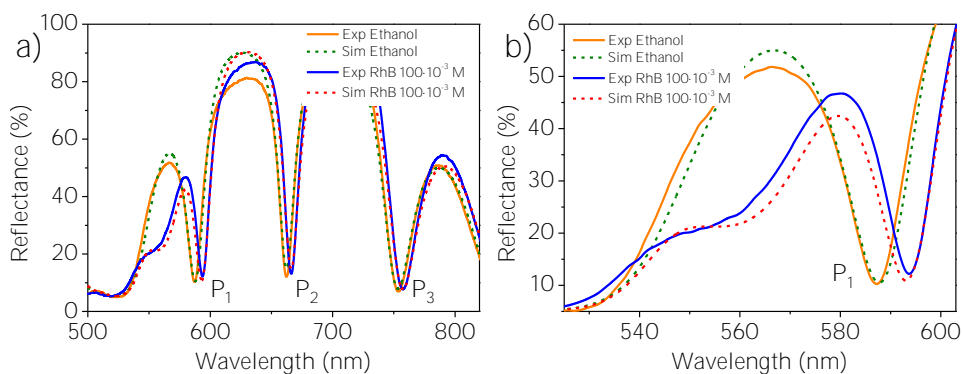 a)
Exp Ethanol
Sim Ethanol
Exp RhB 100·10⁻³ M
Sim RhB 100·10⁻³ M
100
90
80
60
40
20
10
0
Reflectance (%)
P₁
P₂
P₃
500
600
700
800
Wavelength (nm)
b)
Exp Ethanol
Sim Ethanol
Exp RhB 100·10⁻³ M
Sim RhB 100·10⁻³ M
60
50
40
30
20
10
Reflectance (%)
P₁
540
560
580
600
Wavelength (nm)